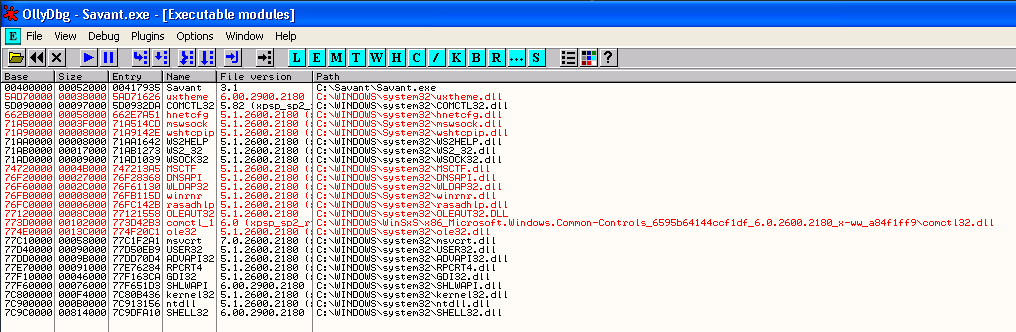 OllyDbg - Savant.exe - [Executable modules]
E File View Debug Plugins Options Window Help
L E M T W H C / K B R ... S ?
Base Size Entry Name File version Path
00400000 00052000 00417935 Savant 3.1 C:\Savant\Savant.exe
5AD70000 00038000 5AD71626 uxtheme 6.00.2900.2180 C:\WINDOWS\system32\uxtheme.dll
5D090000 00097000 5D0932DA COMCTL32 5.82 (xpsp_sp2_ C:\WINDOWS\system32\COMCTL32.dll
662B0000 00058000 662E7A51 hnetcfg 5.1.2600.2180 ( C:\WINDOWS\system32\hnetcfg.dll
71A50000 0003F000 71A514CD mswsock 5.1.2600.2180 ( C:\WINDOWS\system32\mswsock.dll
71A90000 00008000 71A9142E wshtcpip 5.1.2600.2180 ( C:\WINDOWS\System32\wshtcpip.dll
71AA0000 00008000 71AA1642 WS2HELP 5.1.2600.2180 ( C:\WINDOWS\system32\WS2HELP.dll
71AB0000 00017000 71AB1273 WS2_32 5.1.2600.2180 ( C:\WINDOWS\system32\WS2_32.dll
71AD0000 00009000 71AD1039 WSOCK32 5.1.2600.2180 ( C:\WINDOWS\system32\WSOCK32.dll
74720000 0004B000 747213A5 MSCTF 5.1.2600.2180 ( C:\WINDOWS\system32\MSCTF.dll
76F20000 00027000 76F28368 DNSAPI 5.1.2600.2180 ( C:\WINDOWS\system32\DNSAPI.dll
76F60000 0002C000 76F61130 WLDAP32 5.1.2600.2180 ( C:\WINDOWS\system32\WLDAP32.dll
76FB0000 00008000 76FB115D winrnr 5.1.2600.2180 ( C:\WINDOWS\System32\winrnr.dll
76FC0000 00006000 76FC142B rasadhlp 5.1.2600.2180 ( C:\WINDOWS\system32\rasadhlp.dll
77120000 0008C000 77121558 OLEAUT32 5.1.2600.2180 C:\WINDOWS\system32\OLEAUT32.DLL
773D0000 00102000 773D42B3 comctl_1 6.0 (xpsp_sp2_r C:\WINDOWS\WinSxS\x86_Microsoft.Windows.Common-Controls_6595b64144ccf1df_6.0.2600.2180_x-ww_a84f1ff9\comctl32.dll
774E0000 0013C000 774F20C1 ole32 5.1.2600.2180 ( C:\WINDOWS\system32\ole32.dll
77C10000 00058000 77C1F2A1 msvcrt 7.0.2600.2180 ( C:\WINDOWS\system32\msvcrt.dll
77D40000 00090000 77D50EB9 USER32 5.1.2600.2180 ( C:\WINDOWS\system32\USER32.dll
77DD0000 0009B000 77DD70D4 ADVAPI32 5.1.2600.2180 ( C:\WINDOWS\system32\ADVAPI32.dll
77E70000 00091000 77E76284 RPCRT4 5.1.2600.2180 ( C:\WINDOWS\system32\RPCRT4.dll
77F10000 00046000 77F163CA GDI32 5.1.2600.2180 ( C:\WINDOWS\system32\GDI32.dll
77F60000 00076000 77F651D3 SHLWAPI 6.00.2900.2180 C:\WINDOWS\system32\SHLWAPI.dll
7C800000 000F4000 7C80B436 kernel32 5.1.2600.2180 ( C:\WINDOWS\system32\kernel32.dll
7C900000 000B0000 7C913156 ntdll 5.1.2600.2180 ( C:\WINDOWS\system32\ntdll.dll
7C9C0000 00814000 7C9DFA10 SHELL32 6.00.2900.2180 C:\WINDOWS\system32\SHELL32.dll